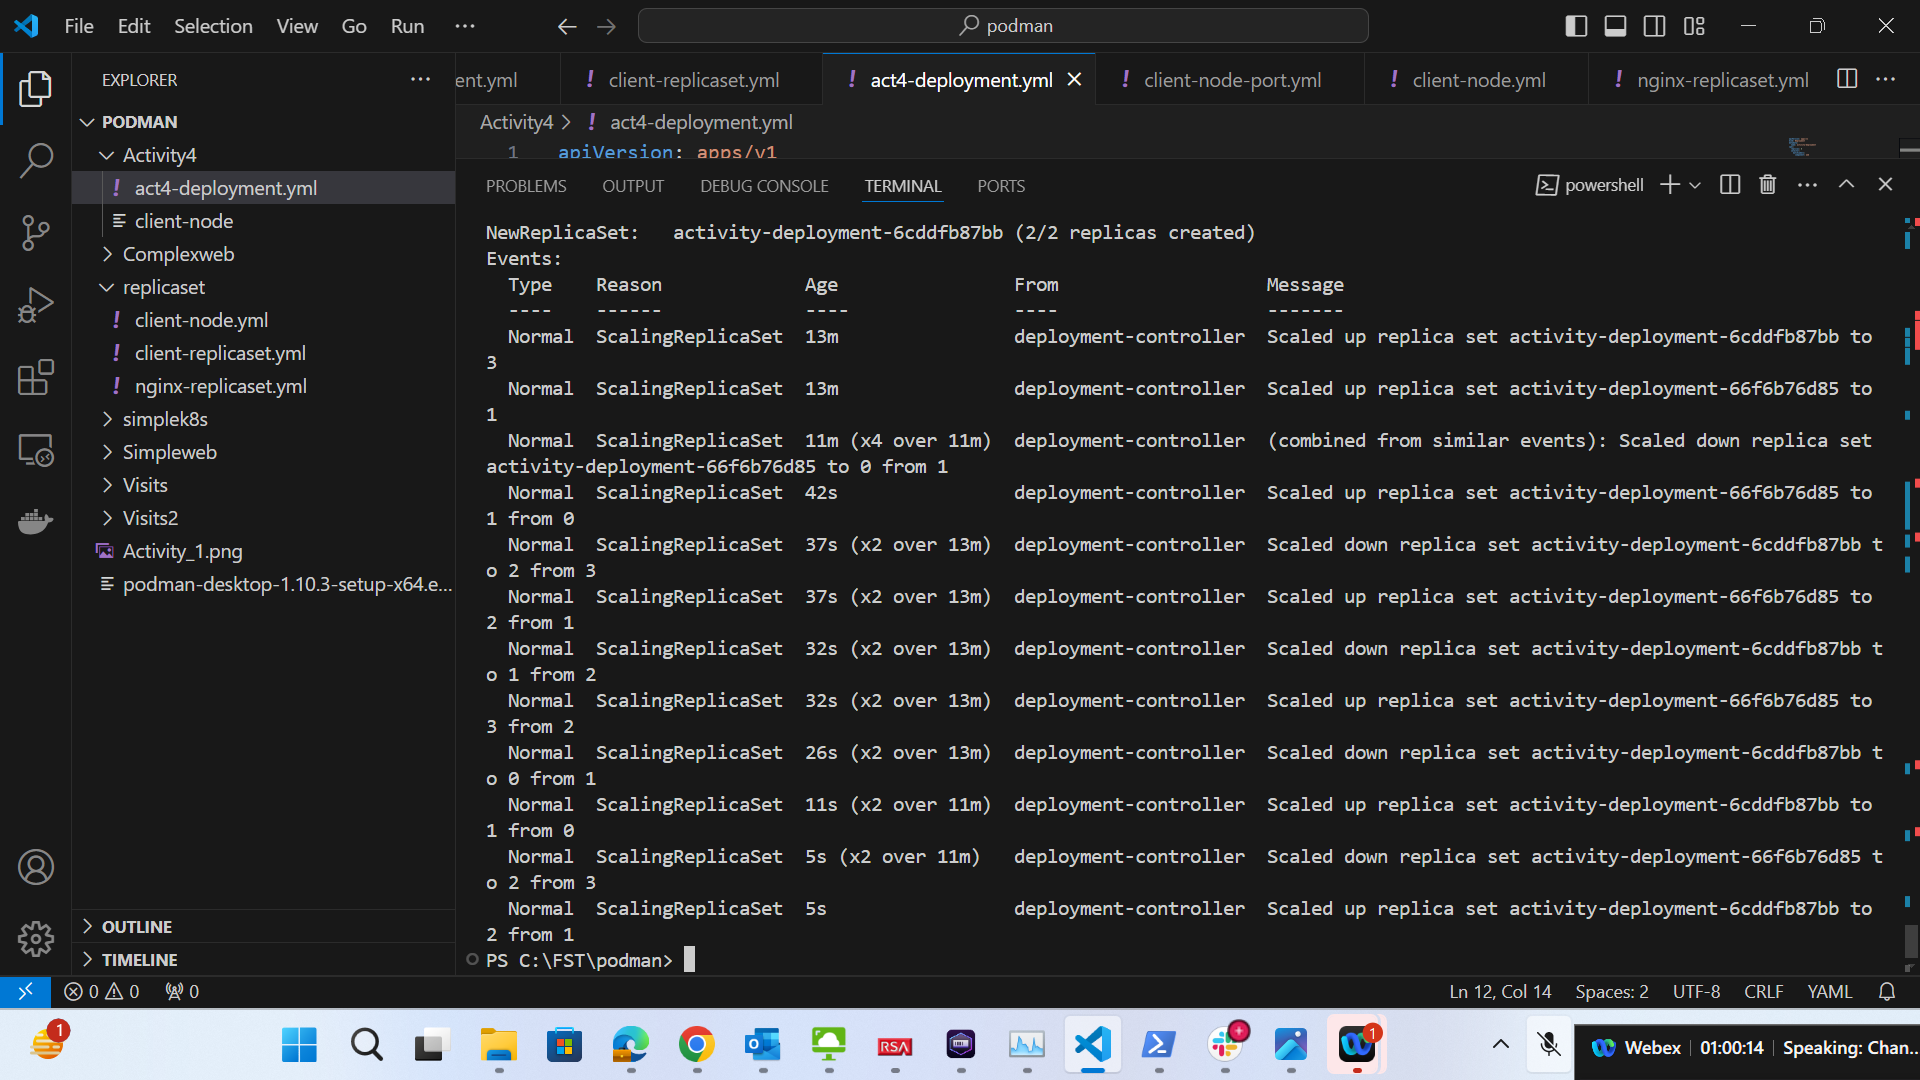 File Edit Selection View Go Run ··· podman
EXPLORER ···
ent.yml ! client-replicaset.yml ! act4-deployment.yml ! client-node-port.yml ! client-node.yml ! nginx-replicaset.yml ···
Activity4 > ! act4-deployment.yml
1 apiVersion: apps/v1
PODMAN
Activity4
! act4-deployment.yml
client-node
Complexweb
replicaset
! client-node.yml
! client-replicaset.yml
! nginx-replicaset.yml
simplek8s
Simpleweb
Visits
Visits2
Activity_1.png
podman-desktop-1.10.3-setup-x64.e...
OUTLINE
TIMELINE
PROBLEMS OUTPUT DEBUG CONSOLE TERMINAL PORTS powershell ···
NewReplicaSet:   activity-deployment-6cddfb87bb (2/2 replicas created)
Events:
  Type    Reason             Age                From                   Message
  ----    ------             ----               ----                   -------
  Normal  ScalingReplicaSet  13m                deployment-controller  Scaled up replica set activity-deployment-6cddfb87bb to
3
  Normal  ScalingReplicaSet  13m                deployment-controller  Scaled up replica set activity-deployment-66f6b76d85 to
1
  Normal  ScalingReplicaSet  11m (x4 over 11m)  deployment-controller  (combined from similar events): Scaled down replica set
activity-deployment-66f6b76d85 to 0 from 1
  Normal  ScalingReplicaSet  42s                deployment-controller  Scaled up replica set activity-deployment-66f6b76d85 to
1 from 0
  Normal  ScalingReplicaSet  37s (x2 over 13m)  deployment-controller  Scaled down replica set activity-deployment-6cddfb87bb t
o 2 from 3
  Normal  ScalingReplicaSet  37s (x2 over 13m)  deployment-controller  Scaled up replica set activity-deployment-66f6b76d85 to
2 from 1
  Normal  ScalingReplicaSet  32s (x2 over 13m)  deployment-controller  Scaled down replica set activity-deployment-6cddfb87bb t
o 1 from 2
  Normal  ScalingReplicaSet  32s (x2 over 13m)  deployment-controller  Scaled up replica set activity-deployment-66f6b76d85 to
3 from 2
  Normal  ScalingReplicaSet  26s (x2 over 13m)  deployment-controller  Scaled down replica set activity-deployment-6cddfb87bb t
o 0 from 1
  Normal  ScalingReplicaSet  11s (x2 over 11m)  deployment-controller  Scaled up replica set activity-deployment-6cddfb87bb to
1 from 0
  Normal  ScalingReplicaSet  5s (x2 over 11m)   deployment-controller  Scaled down replica set activity-deployment-66f6b76d85 t
o 2 from 3
  Normal  ScalingReplicaSet  5s                 deployment-controller  Scaled up replica set activity-deployment-6cddfb87bb to
2 from 1
PS C:\FST\podman>
0 0 0 Ln 12, Col 14 Spaces: 2 UTF-8 CRLF YAML
1 RSA 1 Webex 01:00:14 Speaking: Chan...